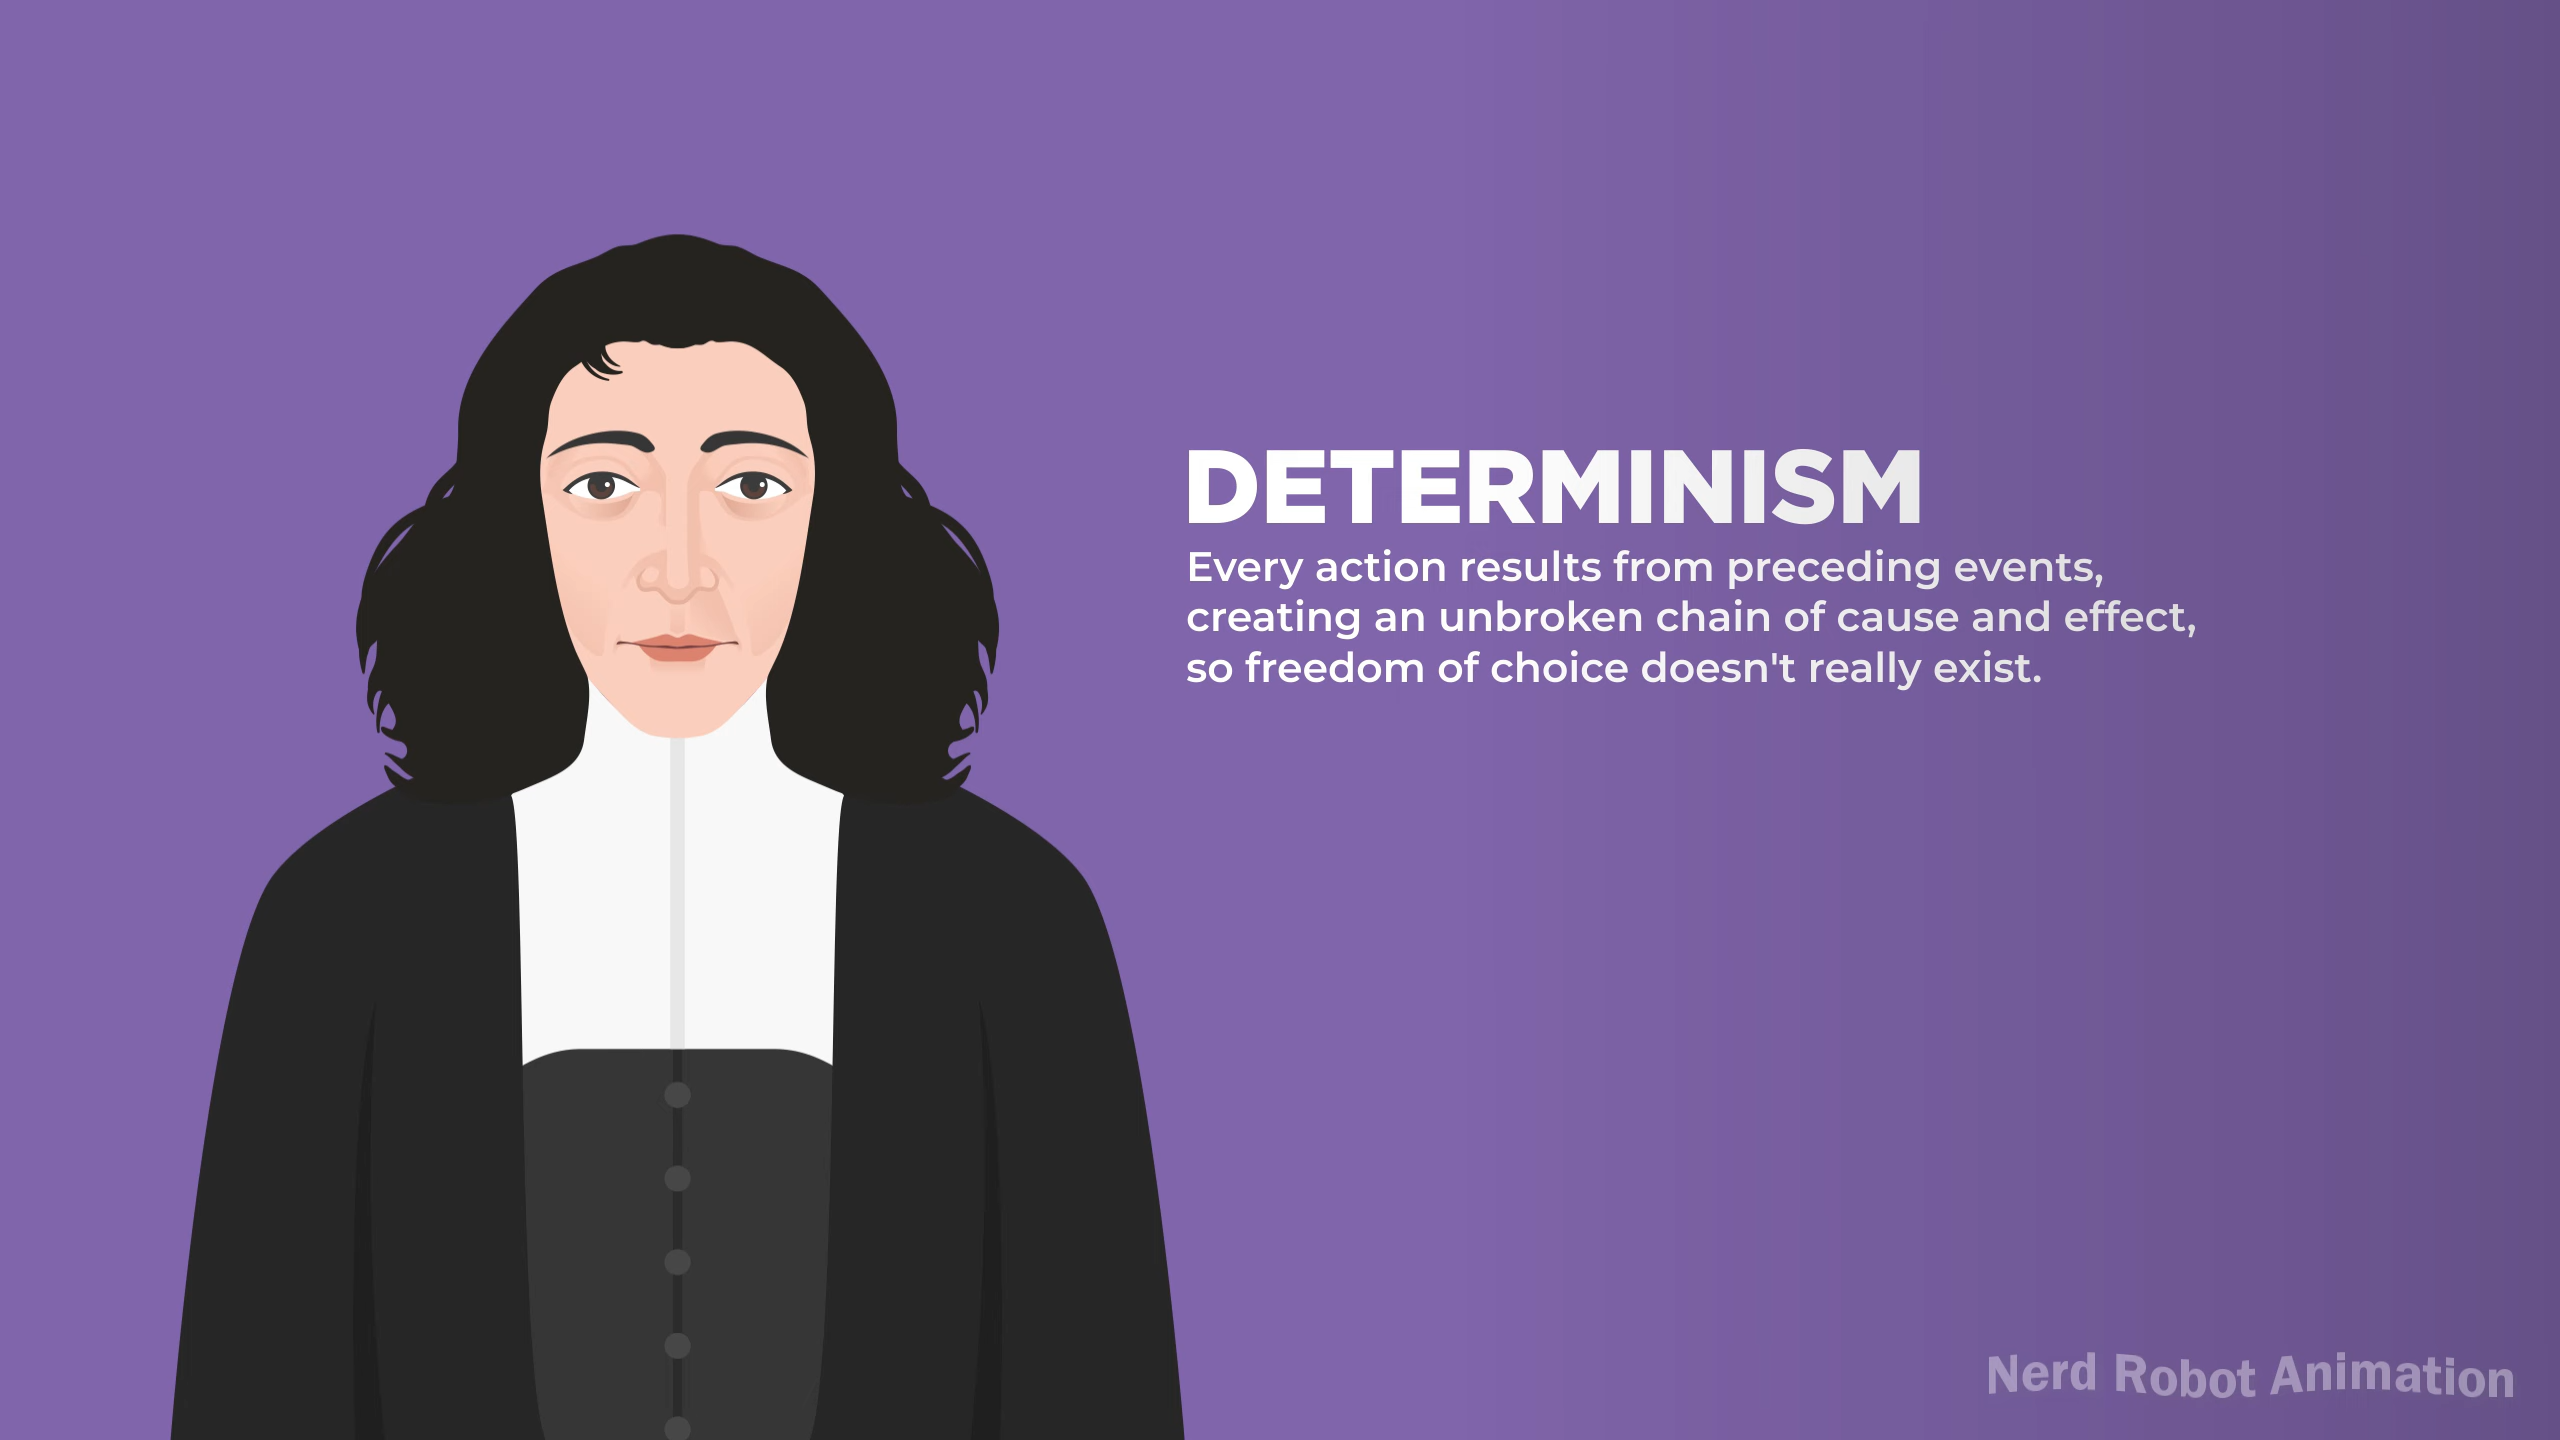 DETERMINISM
Every action results from preceding events,
creating an unbroken chain of cause and effect,
so freedom of choice doesn't really exist.
Nerd Robot Animation